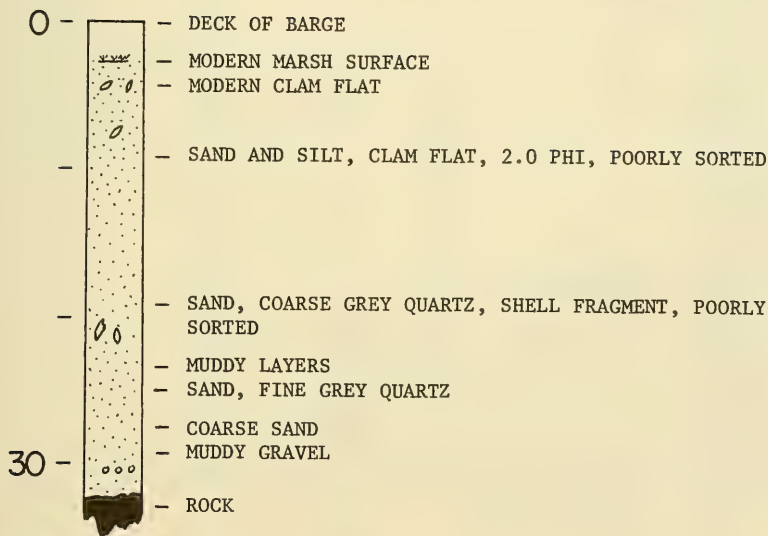 0 - - DECK OF BARGE
- MODERN MARSH SURFACE
- MODERN CLAM FLAT
- SAND AND SILT, CLAM FLAT, 2.0 PHI, POORLY SORTED
- SAND, COARSE GREY QUARTZ, SHELL FRAGMENT, POORLY
SORTED
- MUDDY LAYERS
- SAND, FINE GREY QUARTZ
- COARSE SAND
30 - - MUDDY GRAVEL
- ROCK